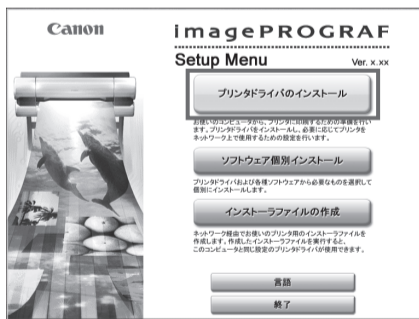 Canon
imagePROGRAF
Setup Menu
Ver. x.xx
プリンタドライバのインストール
お使いのコンピュータから、プリンタに印刷するための準備を行い
ます。プリンタドライバをインストールし、必要に応じてプリンタを
ネットワーク上で使用するための設定を行います。
ソフトウェア個別インストール
プリンタドライバおよび各種ソフトウェアから必要なものを選択して
個別にインストールします。
インストーラファイルの作成
ネットワーク経由でお使いのプリンタ用のインストーラファイルを
作成します。作成したインストーラファイルを実行すると、
このコンピュータと同じ設定のプリンタドライバが使用できます。
言語
終了